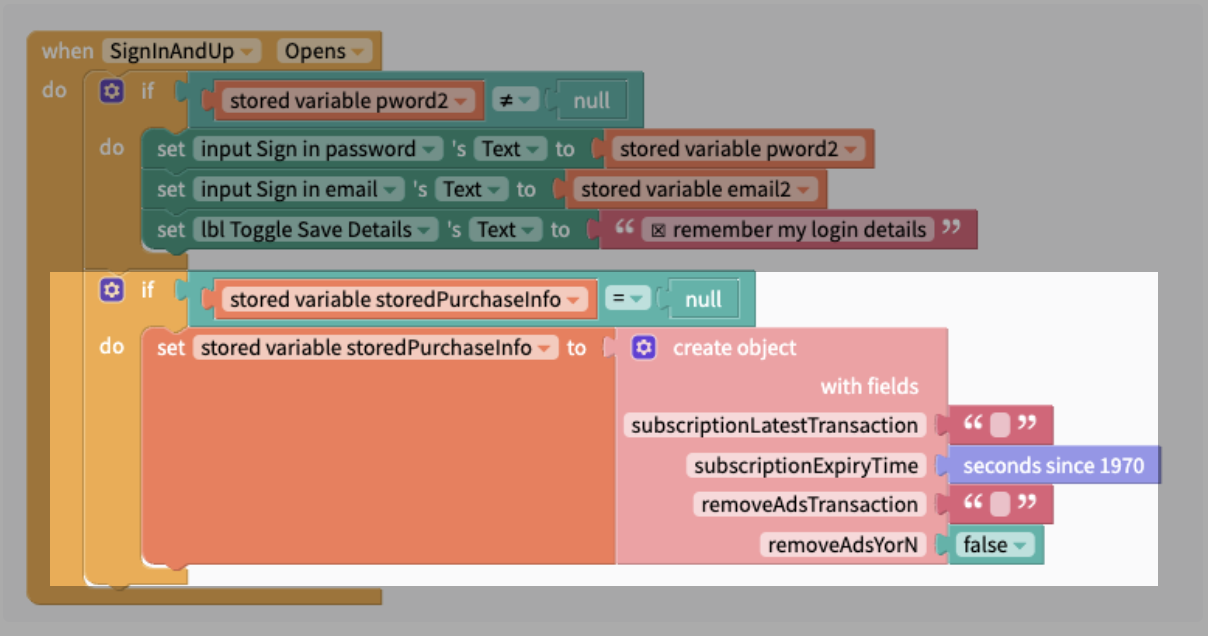 when SignInAndUp Opens
do if stored variable pword2 ≠ null
do set input Sign in password 's Text to stored variable pword2
set input Sign in email 's Text to stored variable email2
set lbl Toggle Save Details 's Text to “ ☒ remember my login details ”
if stored variable storedPurchaseInfo = null
do set stored variable storedPurchaseInfo to create object
with fields
subscriptionLatestTransaction “ ”
subscriptionExpiryTime seconds since 1970
removeAdsTransaction “ ”
removeAdsYorN false